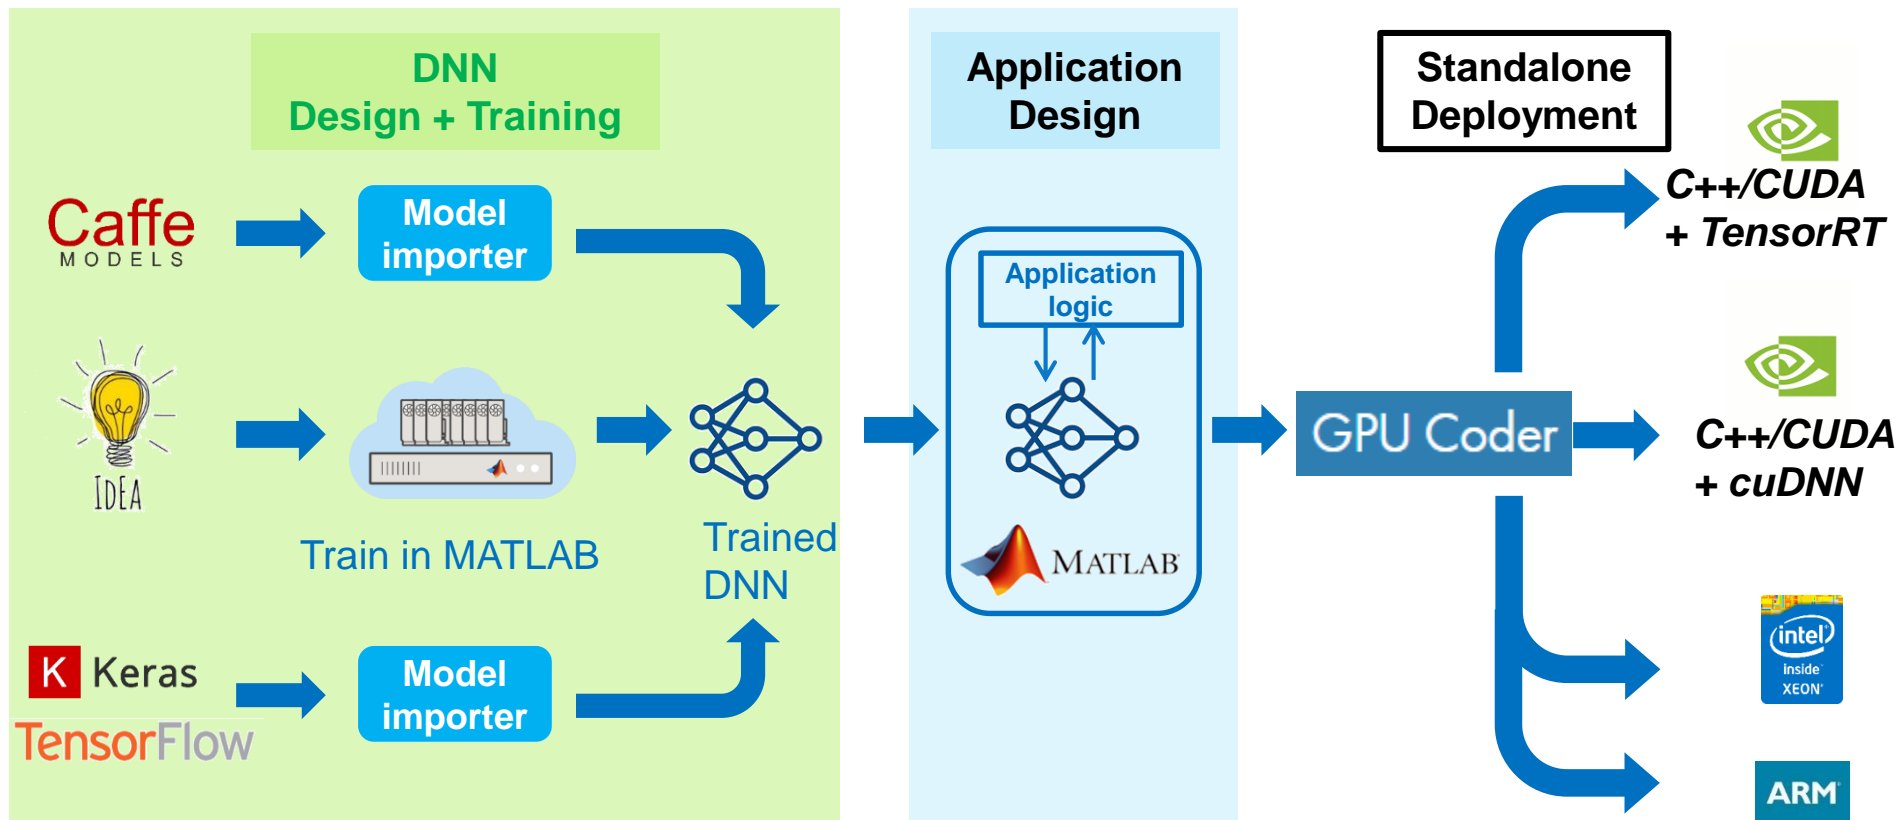 DNN
Design + Training
Application
Design
Standalone
Deployment
Caffe
MODELS
Model
importer
IDEA
Train in MATLAB
Trained
DNN
K Keras
TensorFlow
Model
importer
Application
logic
MATLAB
GPU Coder
C++/CUDA
+ TensorRT
C++/CUDA
+ cuDNN
intel
inside
XEON
ARM